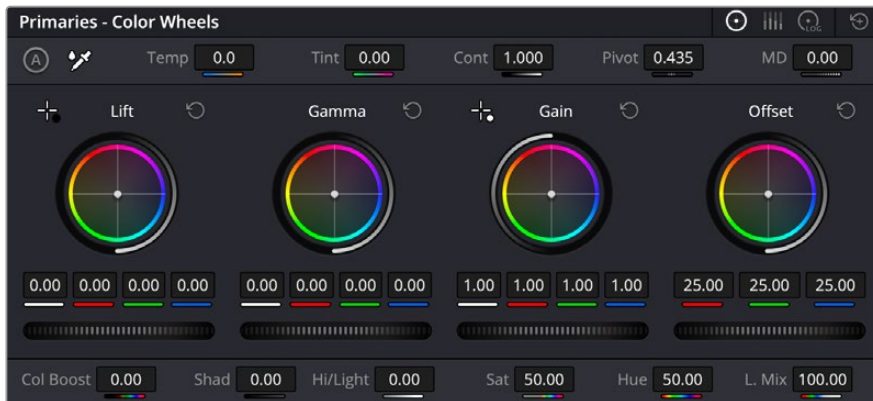 Primaries - Color Wheels
LOG
A Temp 0.0 Tint 0.00 Cont 1.000 Pivot 0.435 MD 0.00
Lift Gamma Gain Offset
0.00 0.00 0.00 0.00 0.00 0.00 0.00 0.00 1.00 1.00 1.00 1.00 25.00 25.00 25.00
Col Boost 0.00 Shad 0.00 Hi/Light 0.00 Sat 50.00 Hue 50.00 L. Mix 100.00